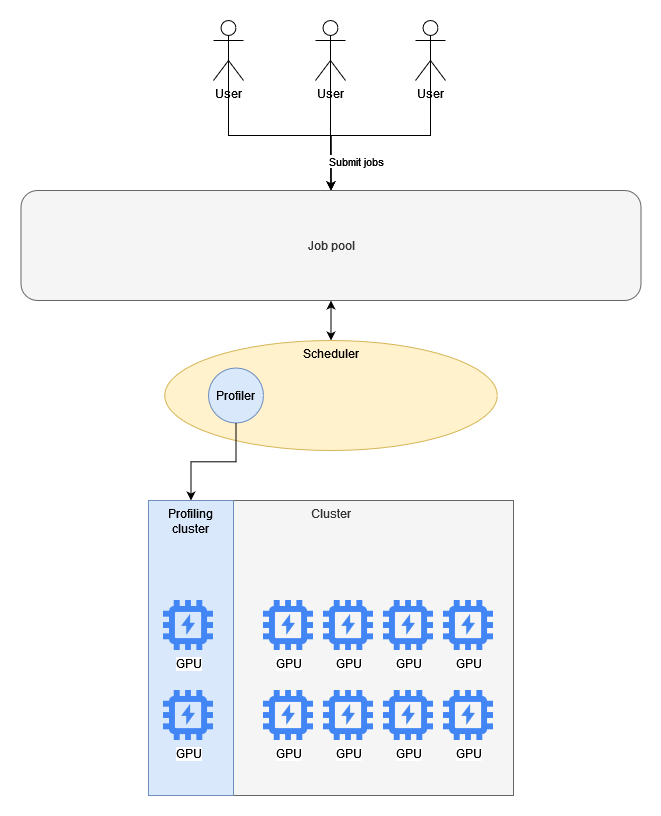 User
User
User
Submit jobs
Job pool
Scheduler
Profiler
Profiling
cluster
Cluster
GPU
GPU
GPU
GPU
GPU
GPU
GPU
GPU
GPU
GPU